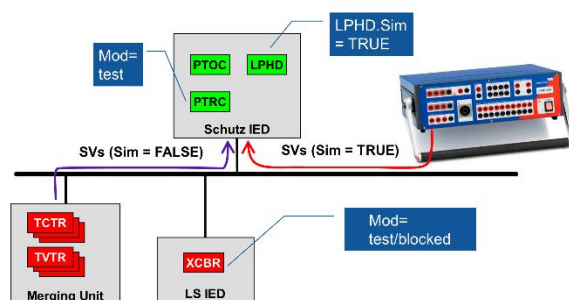 LPHD.Sim
= TRUE
Mod=
test
PTOC
LPHD
PTRC
Schutz IED
SVs (Sim = FALSE)
SVs (Sim = TRUE)
TCTR
TVTR
Merging Unit
XCBR
LS IED
Mod=
test/blocked